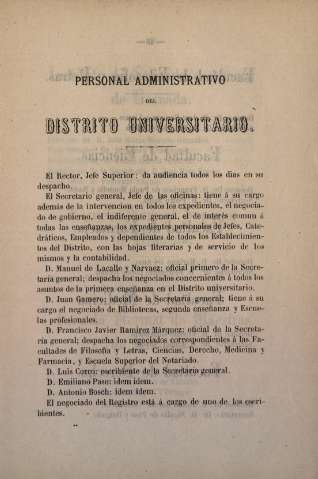 PERSONAL ADMINISTRATIVO
DEL
DISTRITO UNIVERSITARIO.
El Rector, Jefe Superior: da audiencia todos los dias en su
despacho.
El Secretario general, Jefe de las oficinas: tiene á su cargo
además de la intervencion en todos los expedientes, el negocia-
do de gobierno, el indiferente general, el de interés comun á
todas las enseñanzas, los expedientes personales de Jefes, Cate-
dráticos, Empleados y dependientes de todos los Establecimien-
tos del Distrito, con las hojas literarias y de servicio de los
mismos y la contabilidad.
D. Manuel de Lacalle y Narvaez: oficial primero de la Secre-
taría general; despacha los negociados concernientes á todos los
asuntos de la primera enseñanza en el Distrito universitario.
D. Juan Gamero: oficial de la Secretaría general; tiene á su
cargo el negociado de Bibliotecas, segunda enseñanza y Escue-
las profesionales.
D. Francisco Javier Ramirez Márquez: oficial de la Secreta-
ría general; despacha los negociados correspondientes á las Fa-
cultades de Filosofía y Letras, Ciencias, Derecho, Medicina y
Farmacia, y Escuela Superior del Notariado.
D. Luis Corco: escribiente de la Secretaría general.
D. Emiliano Paso: idem idem.
D. Antonio Bosch: idem idem.
El negociado del Registro está á cargo de uno de los escri-
bientes.